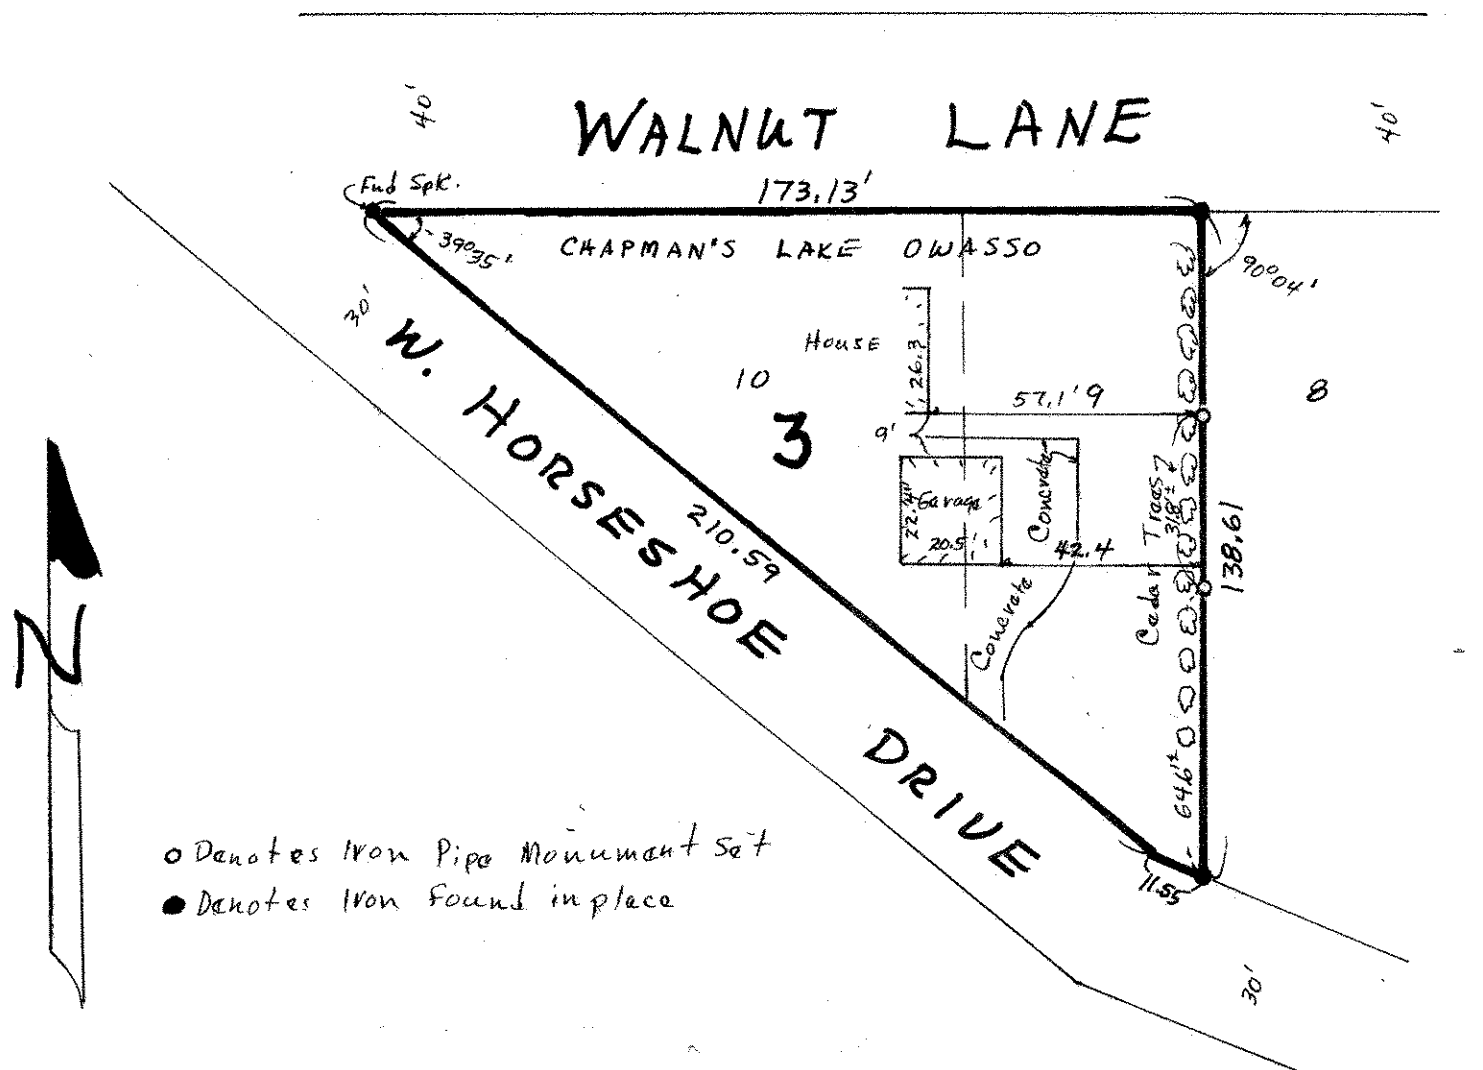 40'
40'
WALNUT LANE
Fnd Spk.
173.13'
39°35'
CHAPMAN'S LAKE OWASSO
90°04'
30'
W. HORSESHOE DRIVE
House
26.3
10
3
8
57.1'9
9'
Garage
22.4
20.5
Concrete
42.4
Cedar Trees
138.61
210.59
Concrete
N
64.6'±
11.55
30'
o Denotes Iron Pipe Monument Set
● Denotes Iron Found in place